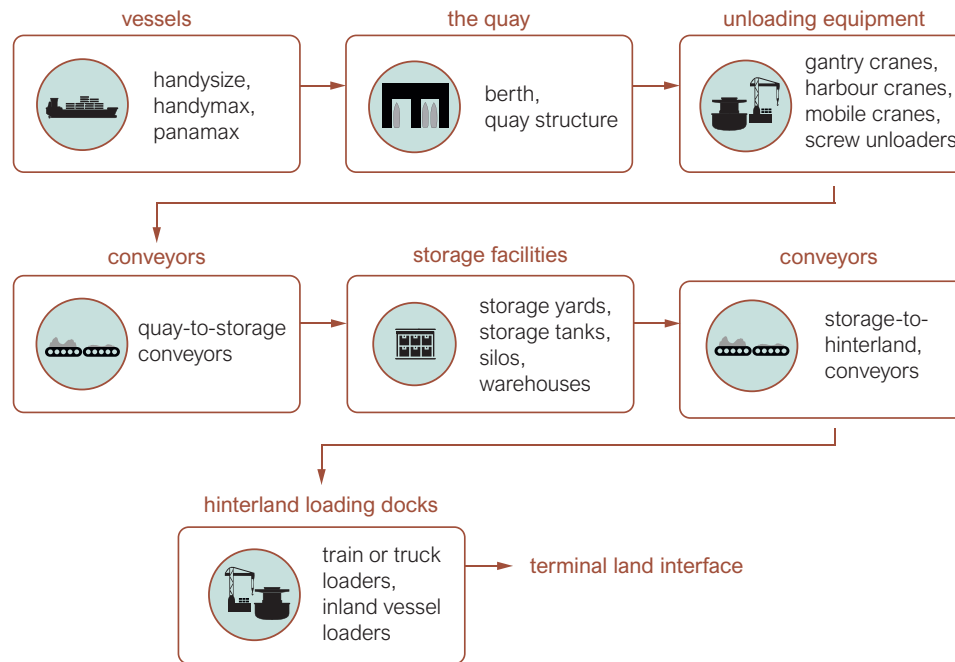 vessels
handysize,
handymax,
panamax
the quay
berth,
quay structure
unloading equipment
gantry cranes,
harbour cranes,
mobile cranes,
screw unloaders
conveyors
quay-to-storage
conveyors
storage facilities
storage yards,
storage tanks,
silos,
warehouses
conveyors
storage-to-
hinterland,
conveyors
hinterland loading docks
train or truck
loaders,
inland vessel
loaders
terminal land interface